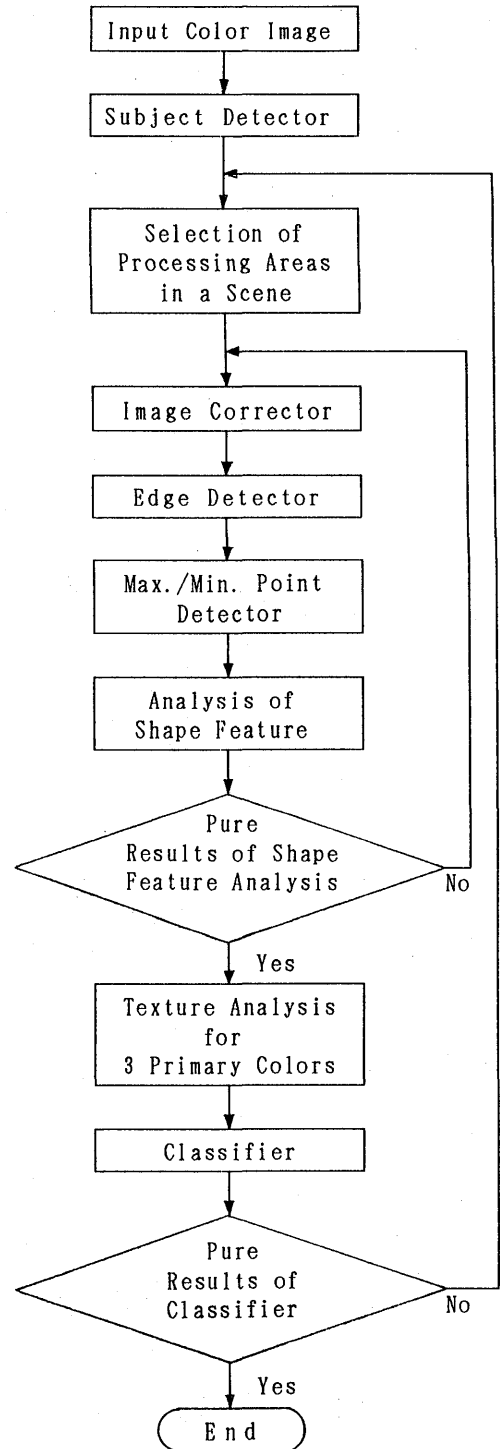 Input Color Image
Subject Detector
Selection of
Processing Areas
in a Scene
Image Corrector
Edge Detector
Max./Min. Point
Detector
Analysis of
Shape Feature
Pure
Results of Shape
Feature Analysis
No
Yes
Texture Analysis
for
3 Primary Colors
Classifier
Pure
Results of
Classifier
No
Yes
End